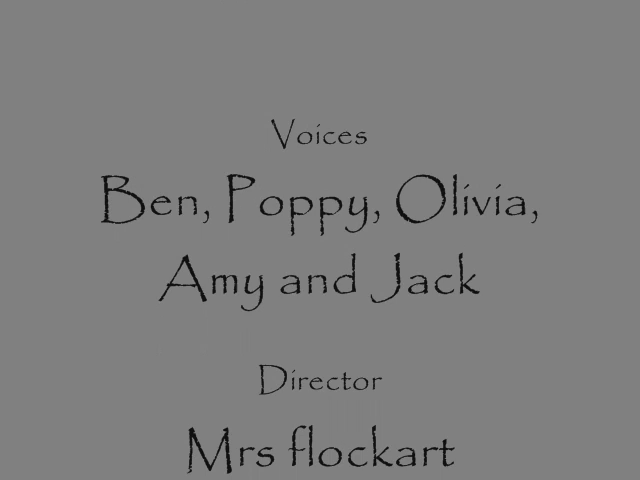 Voices
Ben, Poppy, Olivia,
Amy and Jack
Director
Mrs flockart